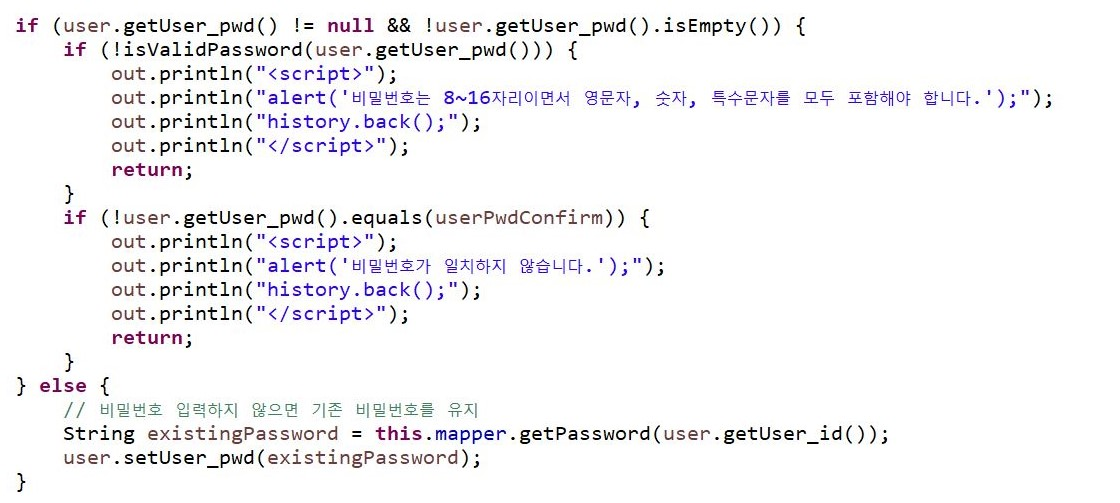 if (user.getUser_pwd() != null && !user.getUser_pwd().isEmpty()) {
    if (!isValidPassword(user.getUser_pwd())) {
        out.println("<script>");
        out.println("alert('비밀번호는 8~16자리이면서 영문자, 숫자, 특수문자를 모두 포함해야 합니다.');");
        out.println("history.back();");
        out.println("</script>");
        return;
    }
    if (!user.getUser_pwd().equals(userPwdConfirm)) {
        out.println("<script>");
        out.println("alert('비밀번호가 일치하지 않습니다.');");
        out.println("history.back();");
        out.println("</script>");
        return;
    }
} else {
    // 비밀번호 입력하지 않으면 기존 비밀번호를 유지
    String existingPassword = this.mapper.getPassword(user.getUser_id());
    user.setUser_pwd(existingPassword);
}